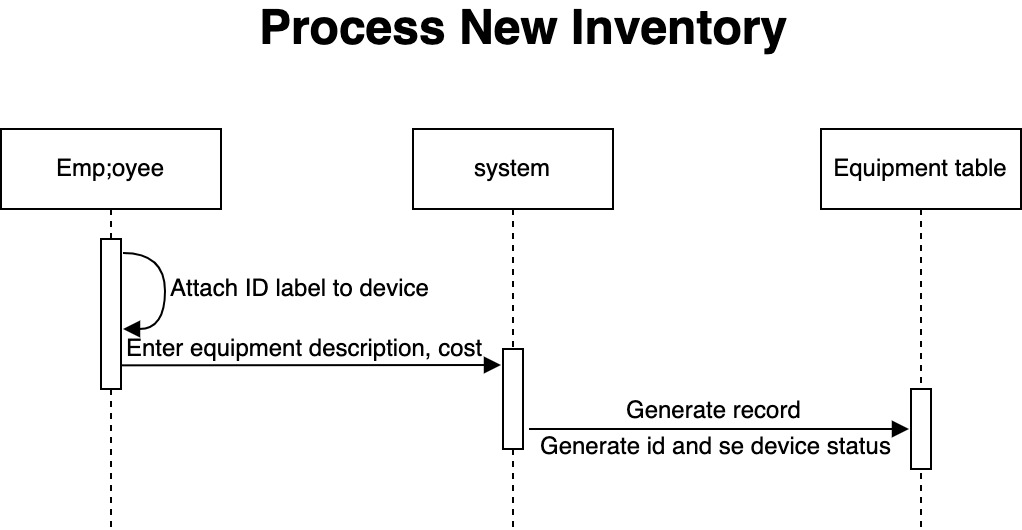 Process New Inventory
Emp;oyee
system
Equipment table
Attach ID label to device
Enter equipment description, cost
Generate record
Generate id and se device status